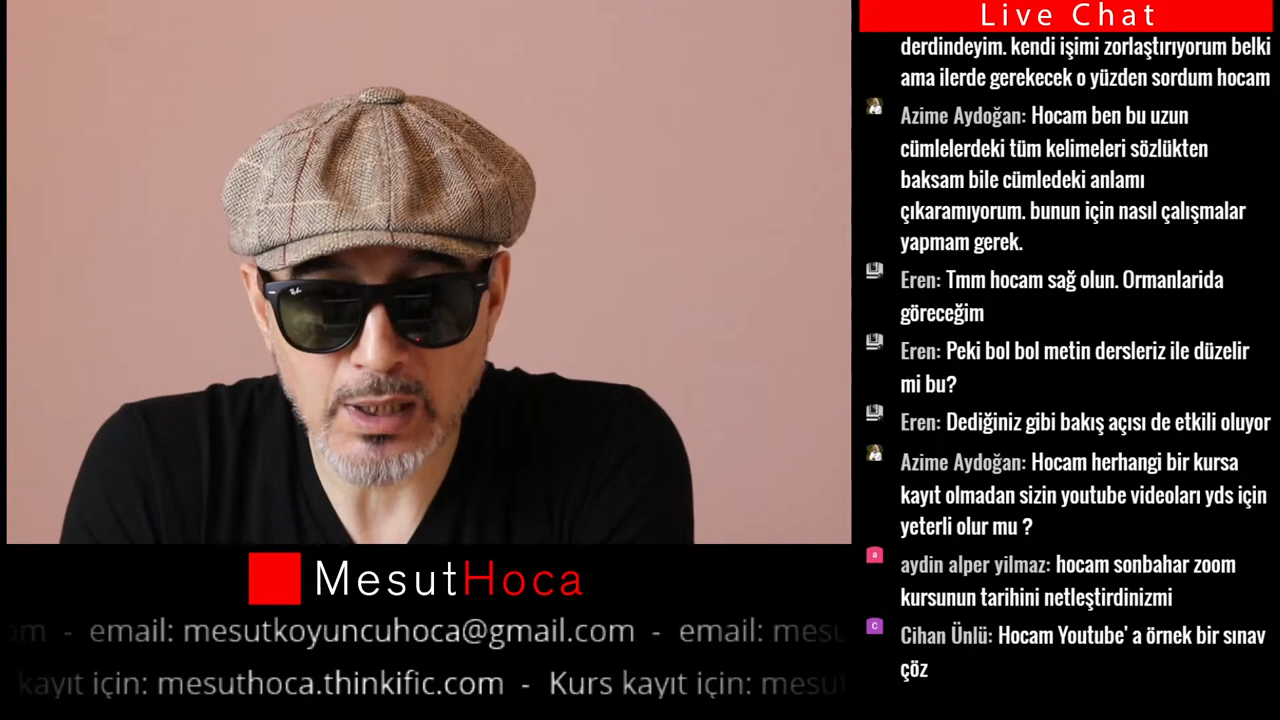 Live Chat
derdindeyim. kendi işimi zorlaştırıyorum belki
ama ilerde gerekecek o yüzden sordum hocam
Azime Aydoğan: Hocam ben bu uzun
cümlelerdeki tüm kelimeleri sözlükten
baksam bile cümledeki anlamı
çıkaramıyorum. bunun için nasıl çalışmalar
yapmam gerek.
Eren: Tmm hocam sağ olun. Ormanlarida
göreceğim
Eren: Peki bol bol metin dersleriz ile düzelir
mi bu?
Eren: Dediğiniz gibi bakış açısı de etkili oluyor
Azime Aydoğan: Hocam herhangi bir kursa
kayıt olmadan sizin youtube videoları yds için
yeterli olur mu ?
a
aydin alper yilmaz: hocam sonbahar zoom
kursunun tarihini netleştirdinizmi
C
Cihan Ünlü: Hocam Youtube' a örnek bir sınav
çöz
Ray-Ban
MesutHoca
om - email: mesutkoyuncuhoca@gmail.com - email: mesu
kayıt için: mesuthoca.thinkific.com - Kurs kayıt için: mesut